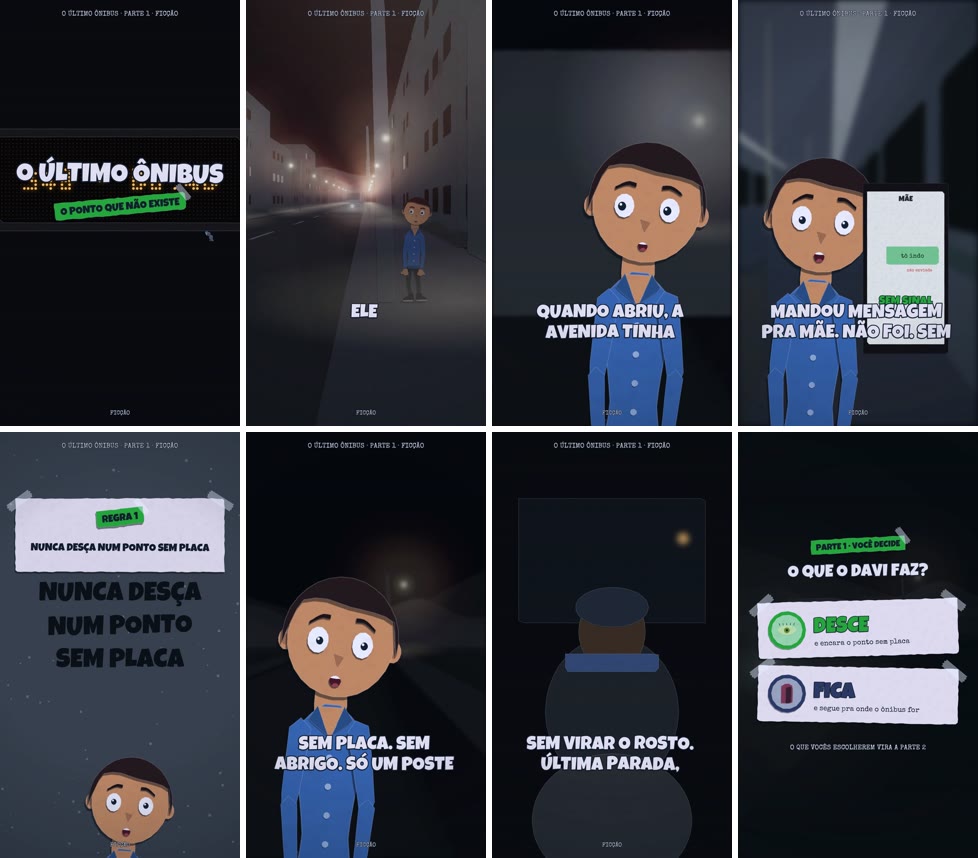 O ÚLTIMO ÔNIBUS · PARTE 1 · FICÇÃO
O ÚLTIMO ÔNIBUS
O PONTO QUE NÃO EXISTE
FICÇÃO
O ÚLTIMO ÔNIBUS · PARTE 1 · FICÇÃO
ELE
FICÇÃO
O ÚLTIMO ÔNIBUS · PARTE 1 · FICÇÃO
QUANDO ABRIU, A
AVENIDA TINHA
FICÇÃO
O ÚLTIMO ÔNIBUS · PARTE 1 · FICÇÃO
MÃE
tô indo
não enviada
SEM SINAL
MANDOU MENSAGEM
PRA MÃE. NÃO FOI. SEM
FICÇÃO
O ÚLTIMO ÔNIBUS · PARTE 1 · FICÇÃO
REGRA 1
NUNCA DESÇA NUM PONTO SEM PLACA
NUNCA DESÇA
NUM PONTO
SEM PLACA
O ÚLTIMO ÔNIBUS · PARTE 1 · FICÇÃO
SEM PLACA. SEM
ABRIGO. SÓ UM POSTE
FICÇÃO
O ÚLTIMO ÔNIBUS · PARTE 1 · FICÇÃO
SEM VIRAR O ROSTO.
ÚLTIMA PARADA,
FICÇÃO
PARTE 1 · VOCÊ DECIDE
O QUE O DAVI FAZ?
DESCE
e encara o ponto sem placa
FICA
e segue pra onde o ônibus for
O QUE VOCÊS ESCOLHEREM VIRA A PARTE 2